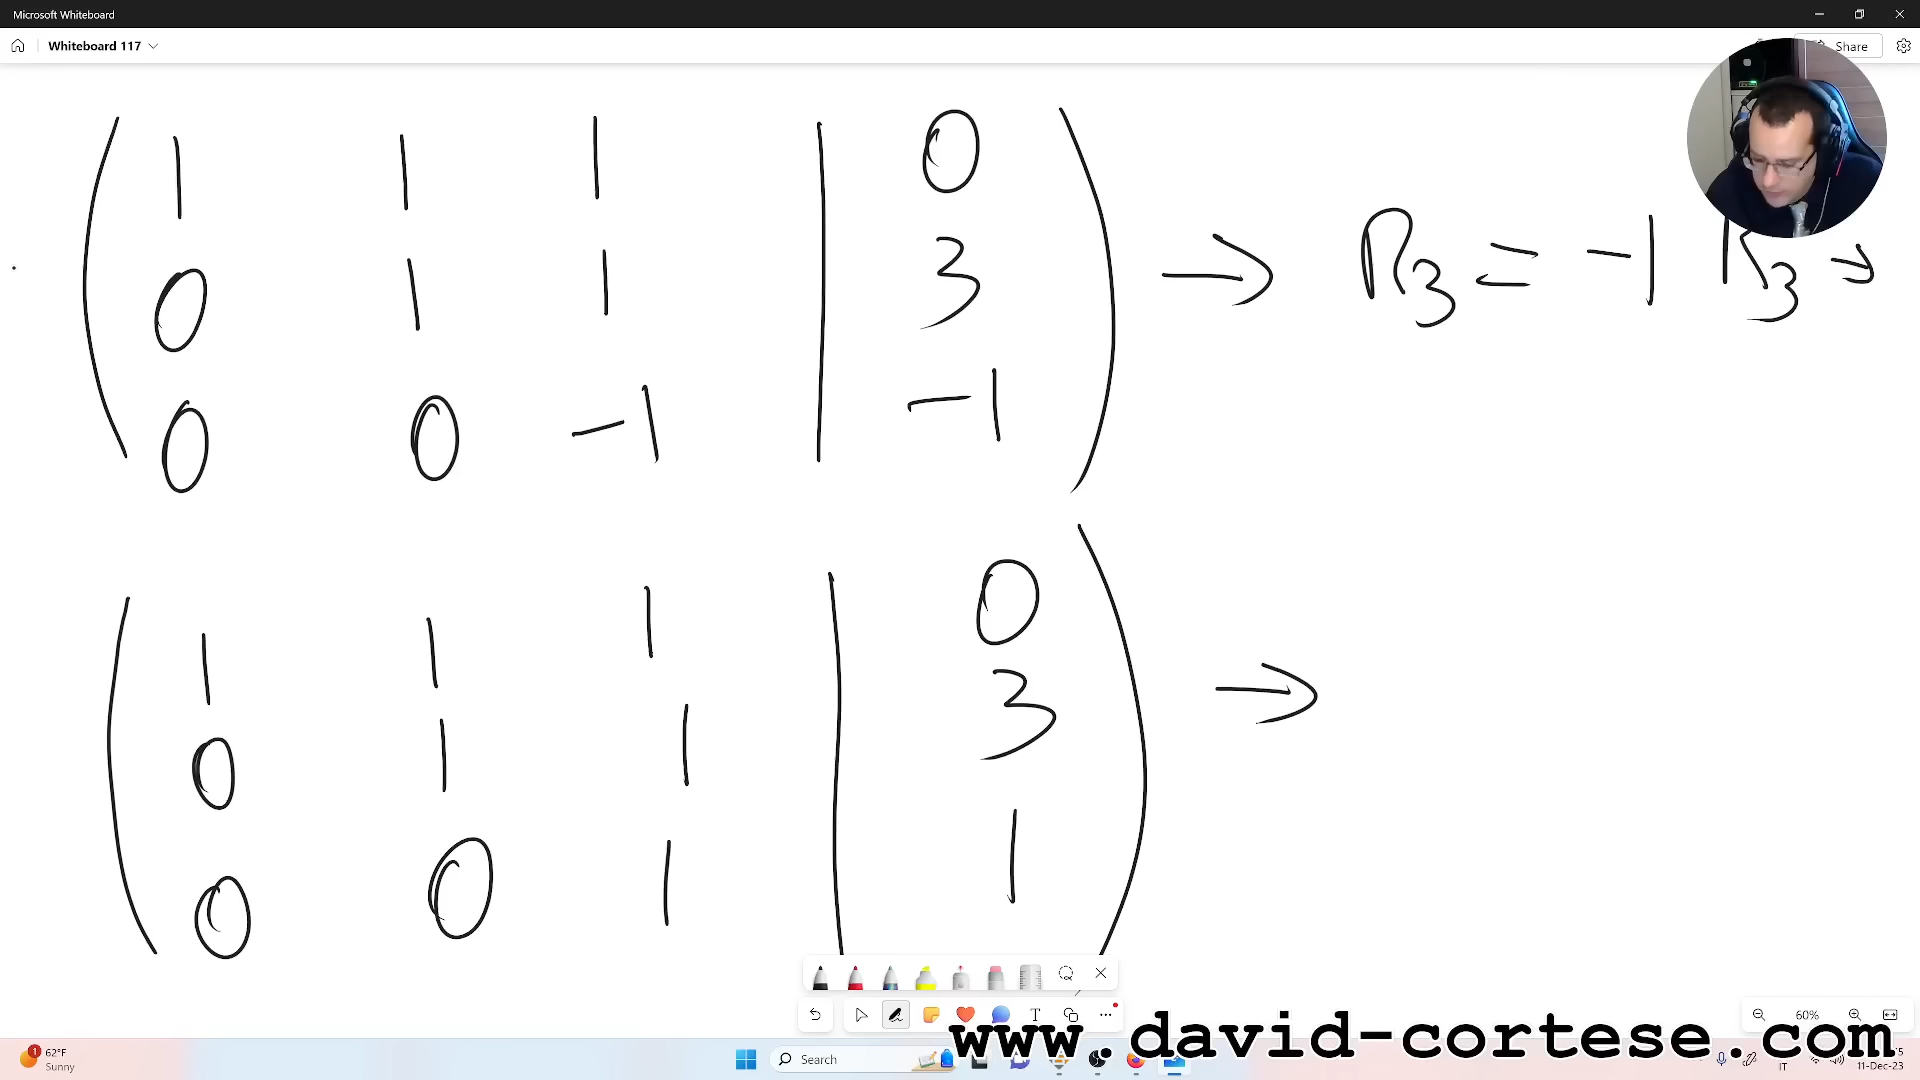 Microsoft Whiteboard
Whiteboard 117
Share
1 1 1 | 0
0 1 1 | 3 → R3 = -1 R3 →
0 0 -1 | -1
1 1 1 | 0
0 1 1 | 3 →
0 0 1 | 1
T
60%
www.david-cortese.com
1
62°F
Sunny
Search
IT
11-Dec-23